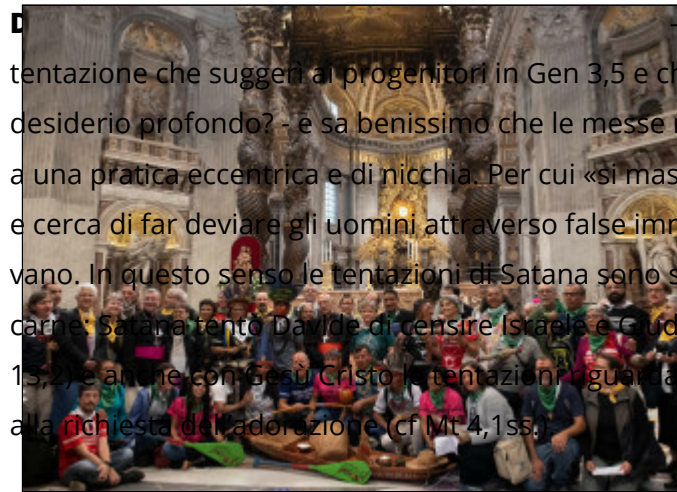 D
tentazione che suggerì ai progenitori in Gen 3,5 e ch
desiderio profondo? - e sa benissimo che le messe
a una pratica eccentrica e di nicchia. Per cui «si mas
e cerca di far deviare gli uomini attraverso false imm
vano. In questo senso le tentazioni di Satana sono s
carne: Satana tentò Davide di censire Israele e Giud
13,2) e anche con Gesù Cristo le tentazioni riguarda
alla richiesta dell'adorazione (cf Mt 4,1ss).